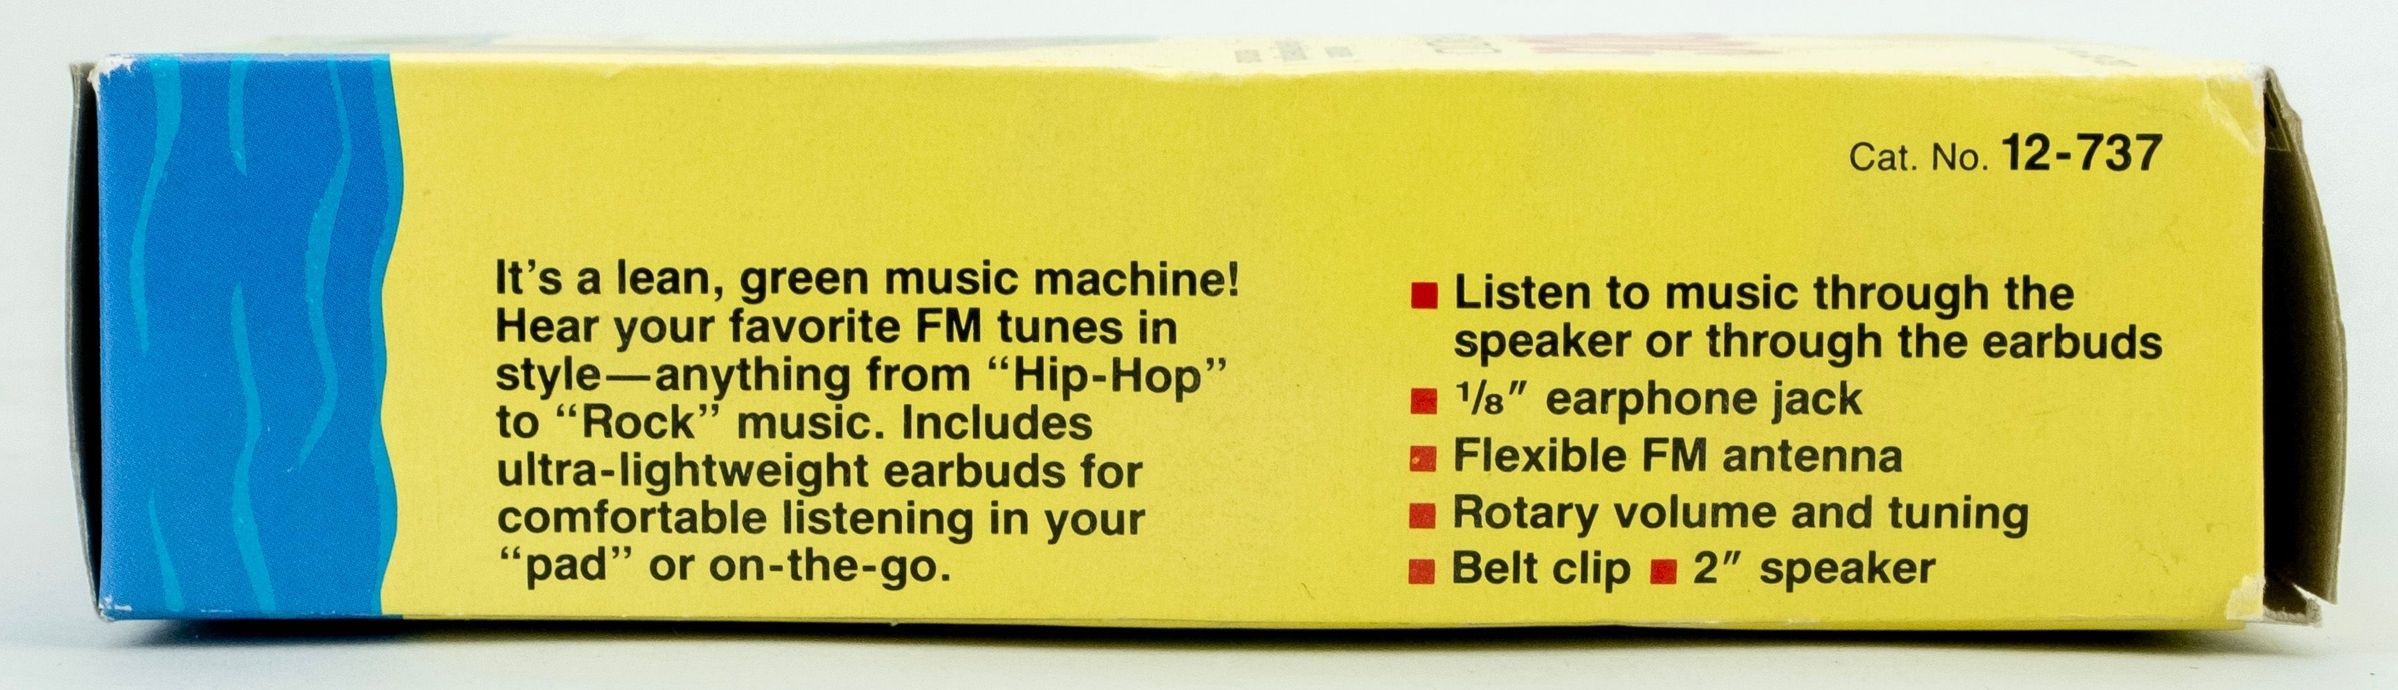 Cat. No. 12-737
It's a lean, green music machine!
Hear your favorite FM tunes in
style—anything from “Hip-Hop”
to “Rock” music. Includes
ultra-lightweight earbuds for
comfortable listening in your
“pad” or on-the-go.
■ Listen to music through the
speaker or through the earbuds
■ 1/8″ earphone jack
■ Flexible FM antenna
■ Rotary volume and tuning
■ Belt clip ■ 2″ speaker